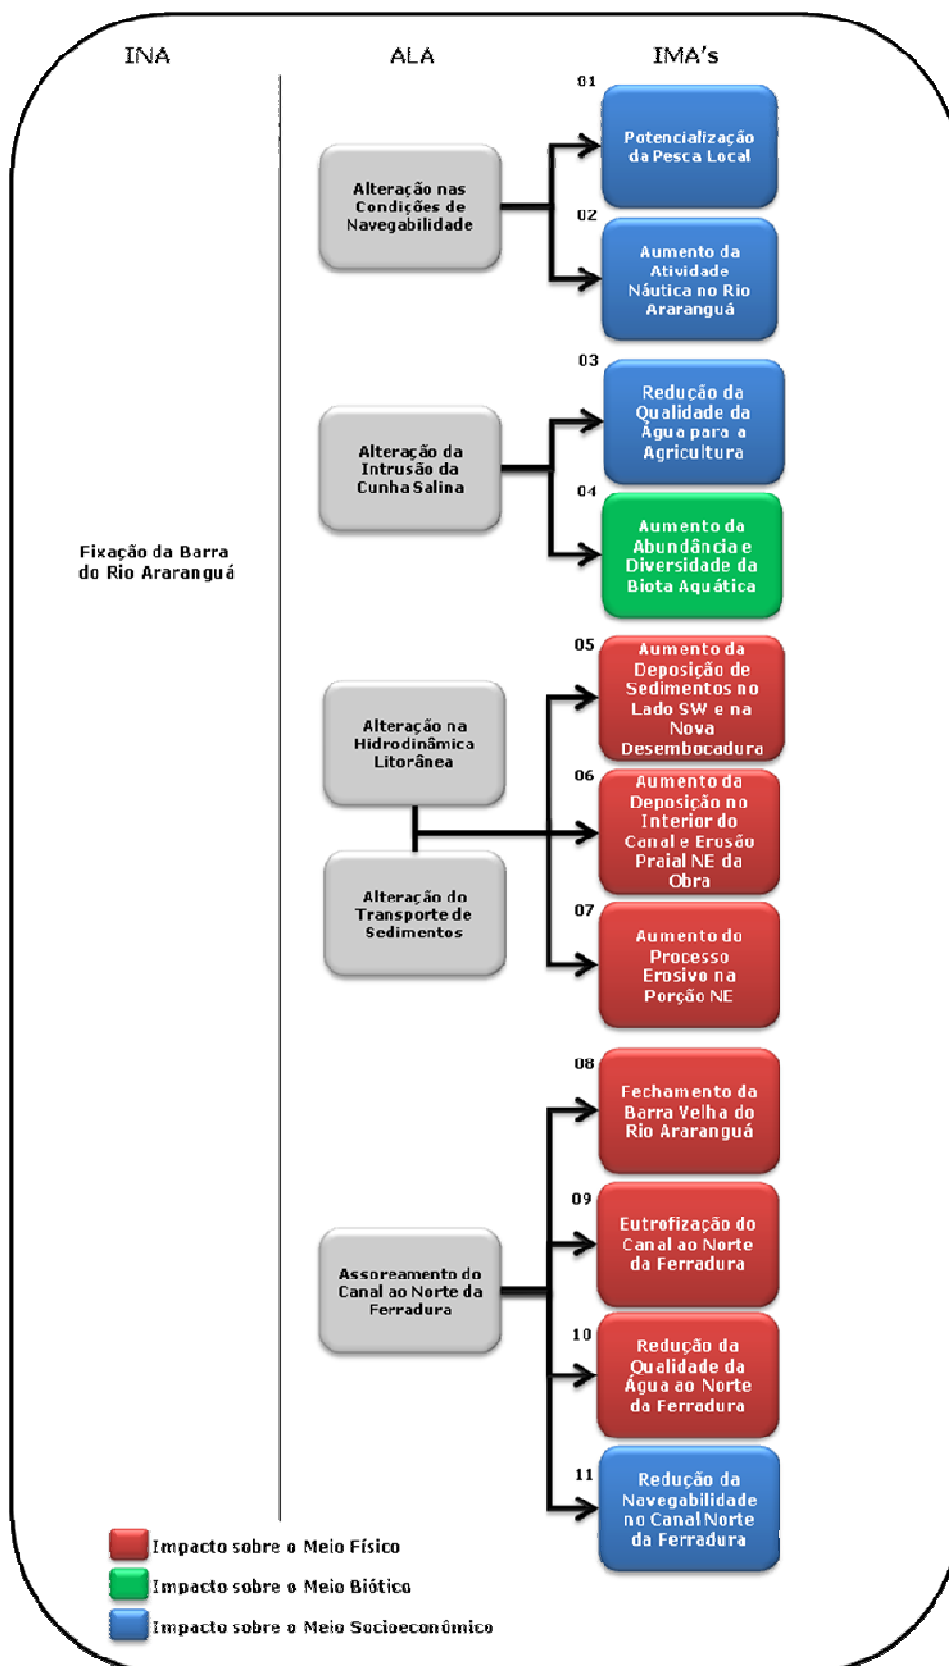 INA
ALA
IMA's
01
Potencialização
da Pesca Local
Alteração nas
Condições de
Navegabilidade
02
Aumento da
Atividade
Náutica no Rio
Araranguá
03
Redução da
Qualidade da
Água para a
Agricultura
Alteração da
Intrusão da
Cunha Salina
04
Aumento da
Abundância e
Diversidade da
Biota Aquática
Fixação da Barra
do Rio Araranguá
05
Aumento da
Deposição de
Sedimentos no
Lado SW e na
Nova
Desembocadura
Alteração na
Hidrodinâmica
Litorânea
06
Aumento da
Deposição no
Interior do
Canal e Erosão
Praial NE da
Obra
Alteração do
Transporte de
Sedimentos
07
Aumento do
Processo
Erosivo na
Porção NE
08
Fechamento da
Barra Velha do
Rio Araranguá
09
Eutrofização do
Canal ao Norte
da Ferradura
Assoreamento do
Canal ao Norte da
Ferradura
10
Redução da
Qualidade da
Água ao Norte
da Ferradura
11
Redução da
Navegabilidade
no Canal Norte
da Ferradura
Impacto sobre o Meio Físico
Impacto sobre o Meio Biótico
Impacto sobre o Meio Socioeconômico